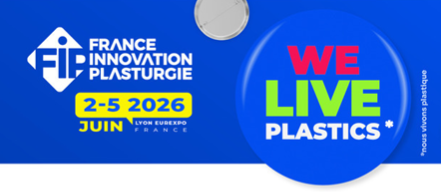 FIP
FRANCE
INNOVATION
PLASTURGIE
2-5 2026
JUIN
LYON EUREXPO
FRANCE
WE
LIVE
PLASTICS*
*nous vivons plastique